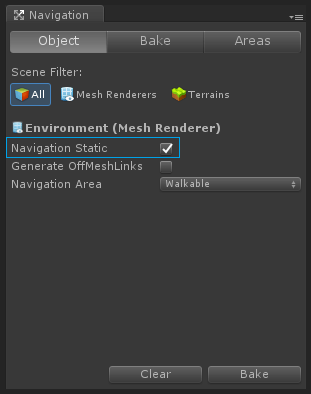 Navigation
Object Bake Areas
Scene Filter:
All Mesh Renderers Terrains
Environment (Mesh Renderer)
Navigation Static
Generate OffMeshLinks
Navigation Area Walkable
Clear Bake